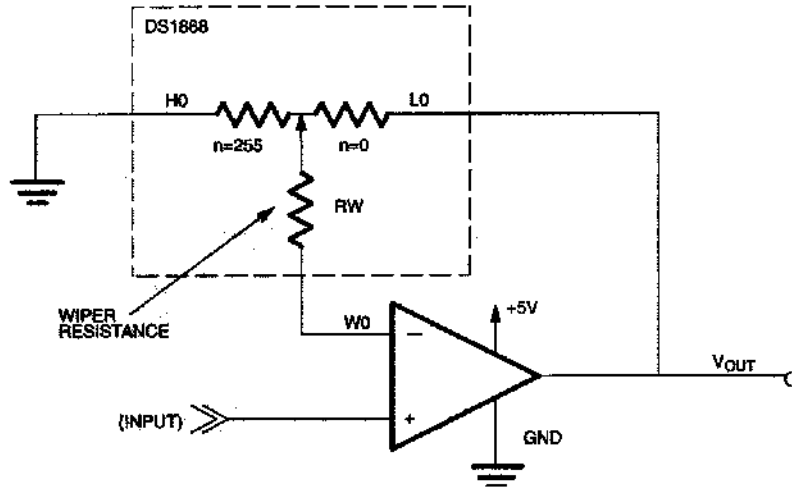 DS1868
H0
L0
n=255
n=0
RW
WIPER
RESISTANCE
W0
+5V
−
VOUT
(INPUT)
+
GND